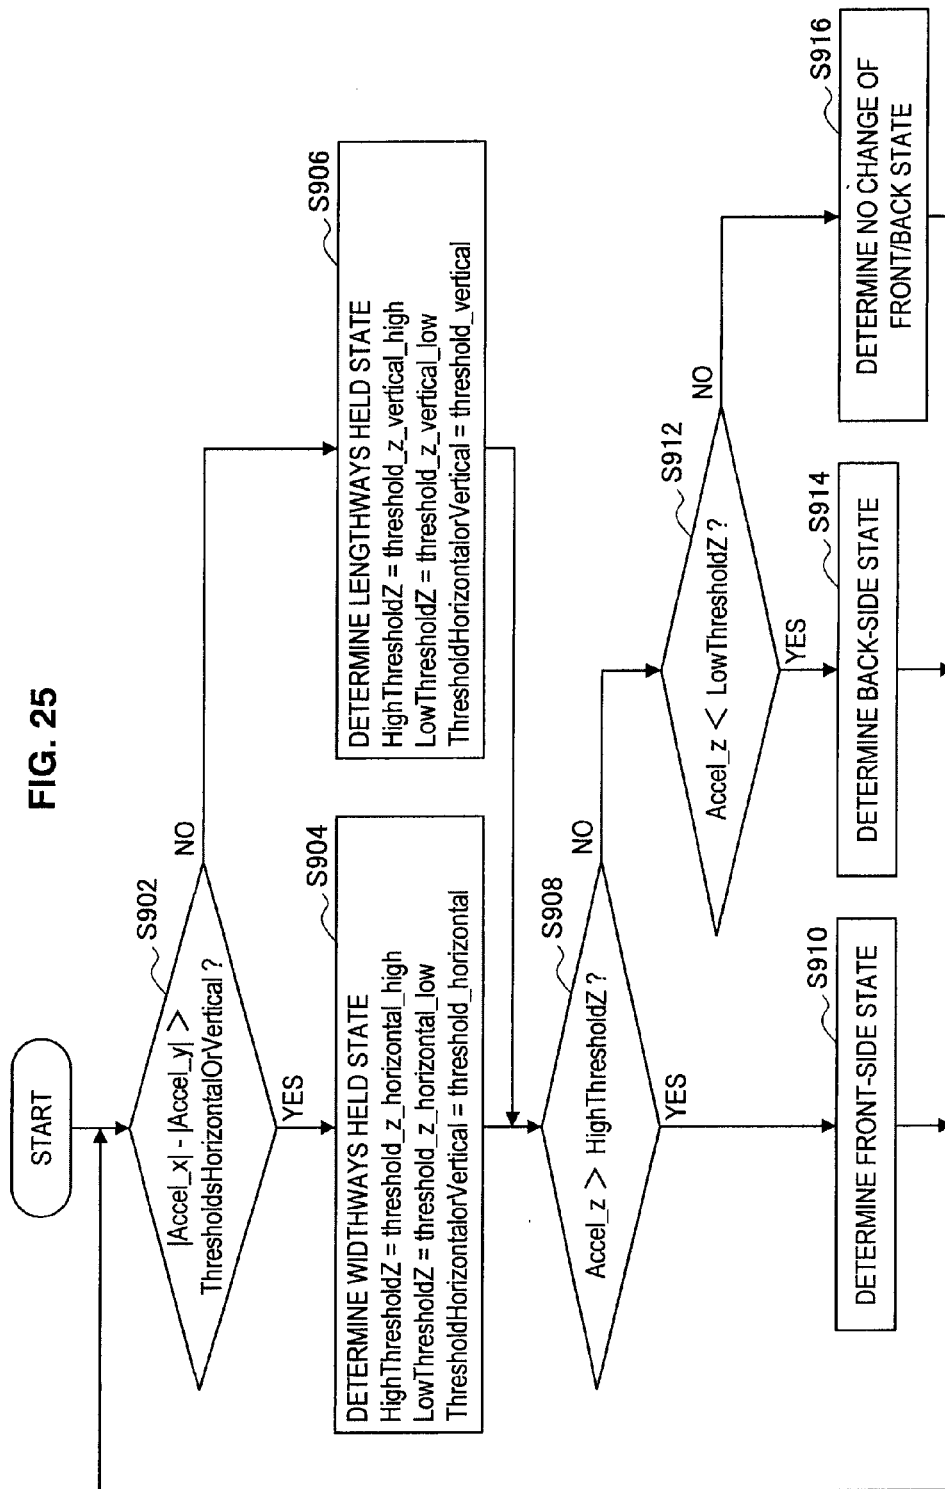 FIG. 25
START
S902
|Accel_x| - |Accel_y| >
ThresholdsHorizontalOrVertical ?
YES
NO
S904
DETERMINE WIDTHWAYS HELD STATE
HighThresholdZ = threshold_z_horizontal_high
LowThresholdZ = threshold_z_horizontal_low
ThresholdHorizontalorVertical = threshold_horizontal
S906
DETERMINE LENGTHWAYS HELD STATE
HighThresholdZ = threshold_z_vertical_high
LowThresholdZ = threshold_z_vertical_low
ThresholdHorizontalorVertical = threshold_vertical
S908
Accel_z > HighThresholdZ ?
YES
NO
S912
Accel_z < LowThresholdZ ?
YES
NO
S910
DETERMINE FRONT-SIDE STATE
S914
DETERMINE BACK-SIDE STATE
S916
DETERMINE NO CHANGE OF
FRONT/BACK STATE